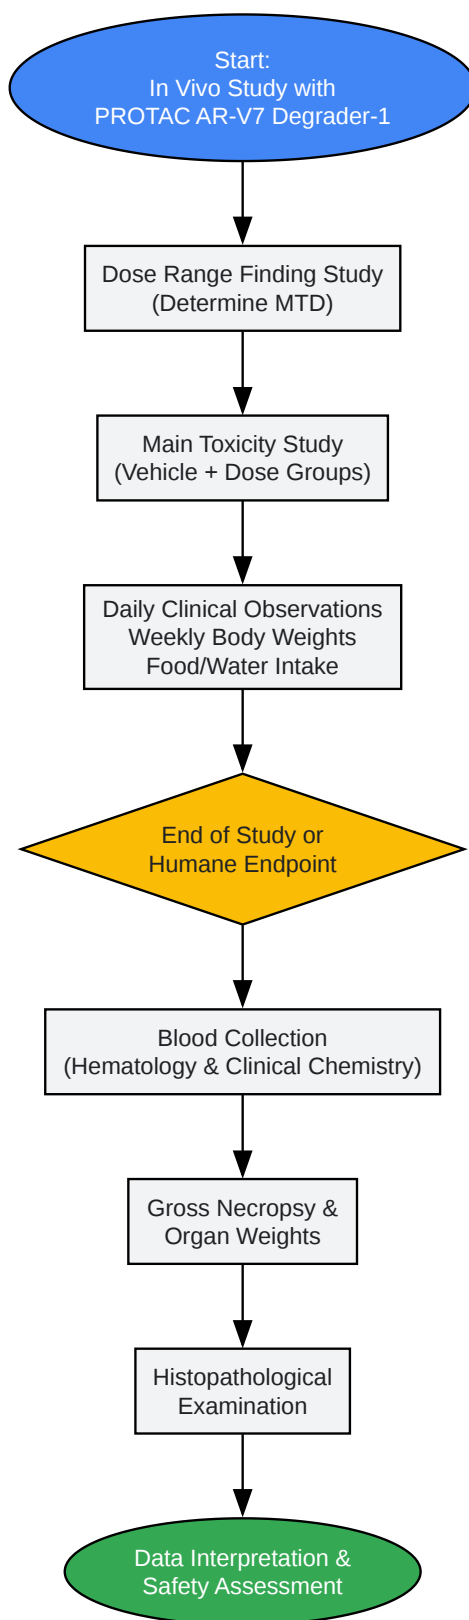 Start:
In Vivo Study with
PROTAC AR-V7 Degrader-1
Dose Range Finding Study
(Determine MTD)
Main Toxicity Study
(Vehicle + Dose Groups)
Daily Clinical Observations
Weekly Body Weights
Food/Water Intake
End of Study or
Humane Endpoint
Blood Collection
(Hematology & Clinical Chemistry)
Gross Necropsy &
Organ Weights
Histopathological
Examination
Data Interpretation &
Safety Assessment